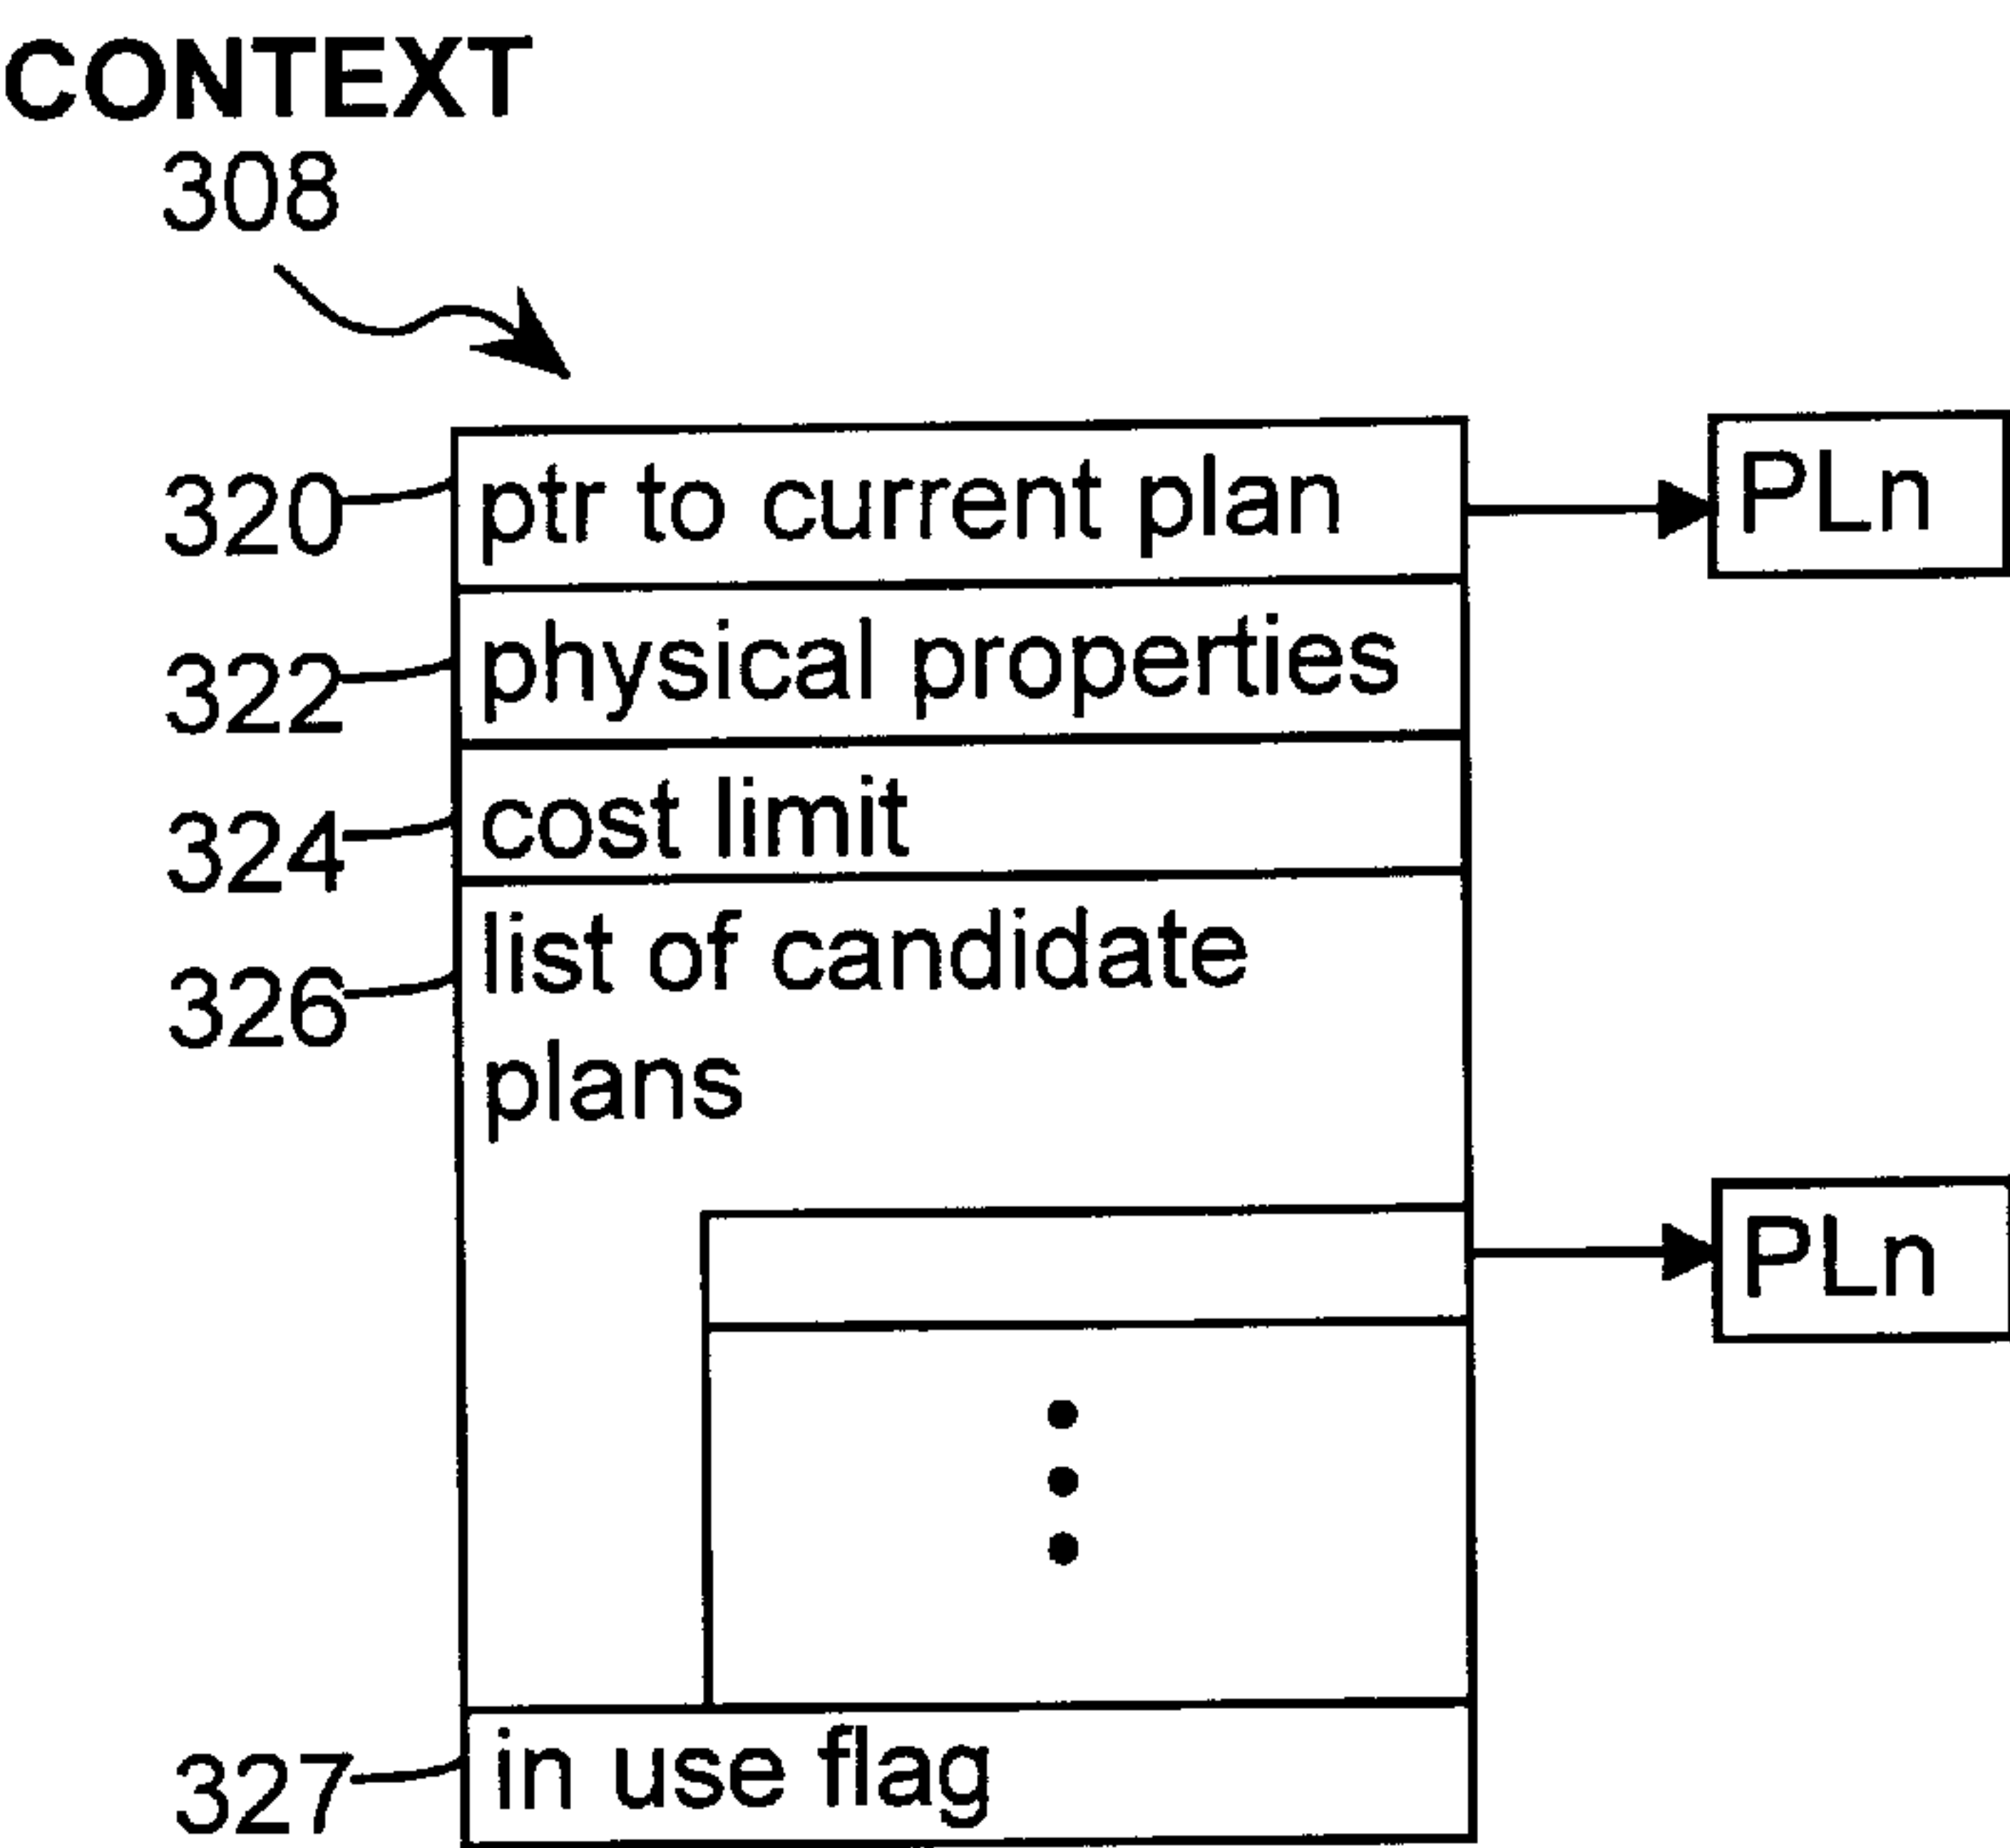 CONTEXT
308
320 ptr to current plan PLn
322 physical properties
324 cost limit
326 list of candidate
plans
PLn
327 in use flag